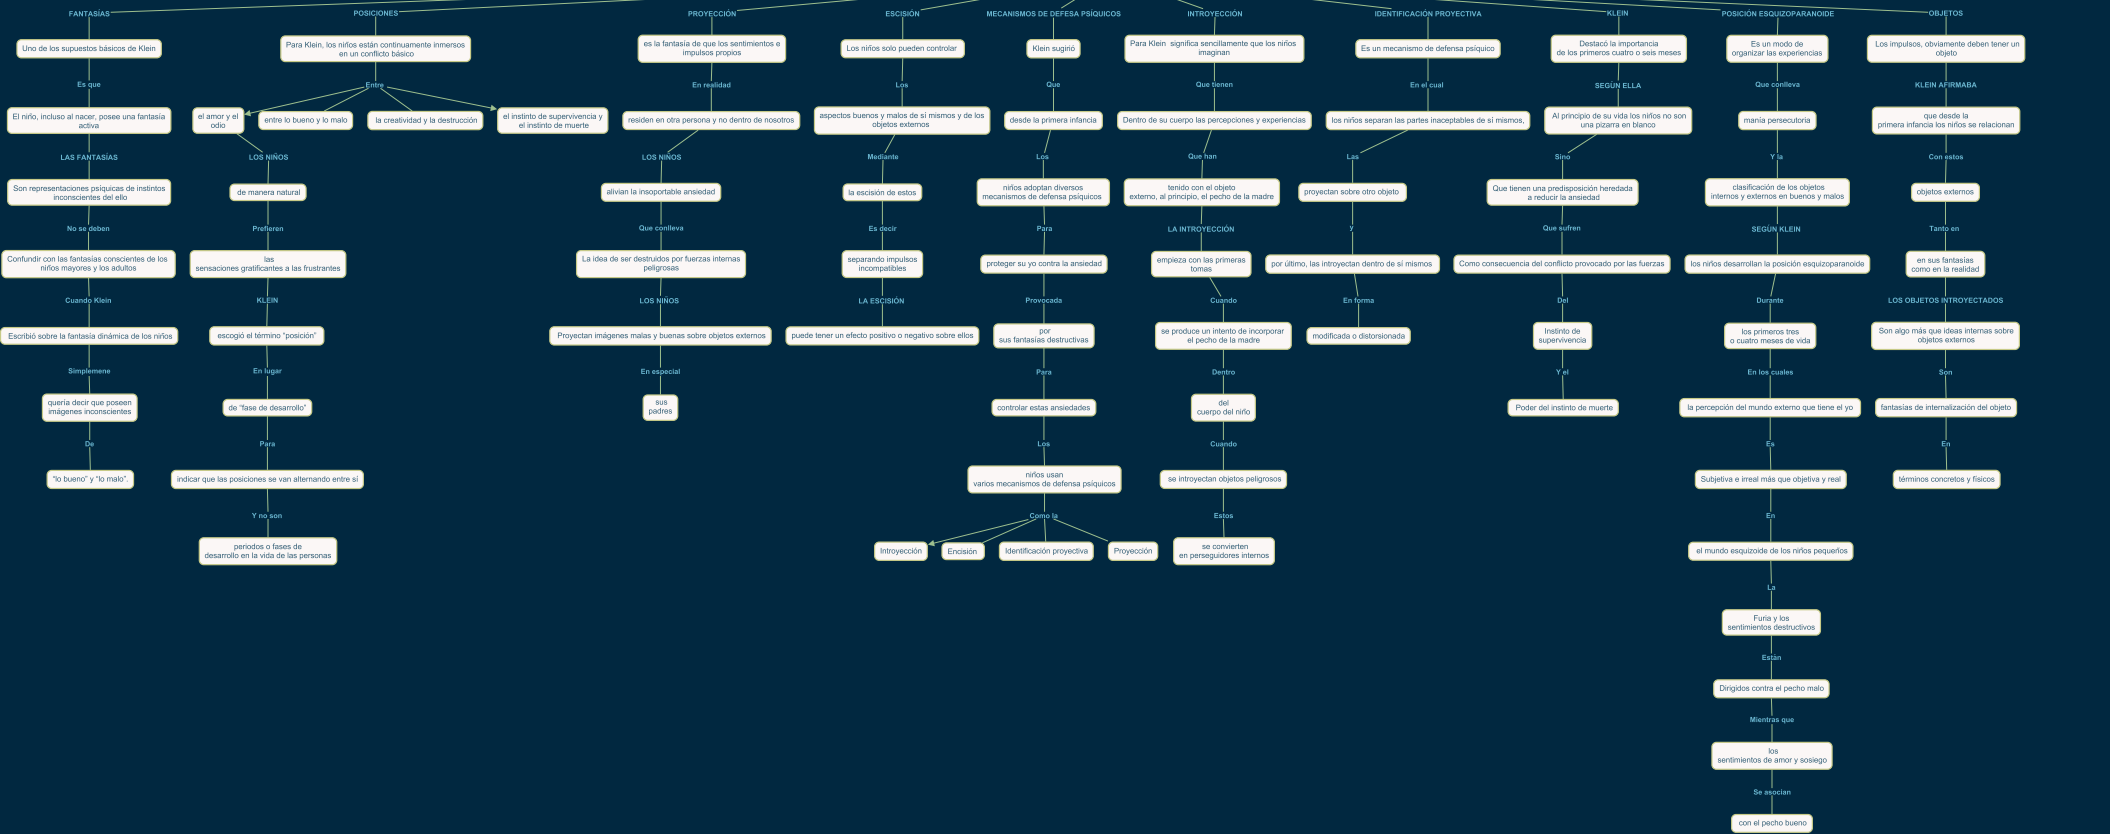 FANTASÍAS
Uno de los supuestos básicos de Klein
Es que
El niño, incluso al nacer, posee una fantasía
activa
LAS FANTASÍAS
Son representaciones psíquicas de instintos
inconscientes del ello
No se deben
Confundir con las fantasías conscientes de los
niños mayores y los adultos
Cuando Klein
Escribió sobre la fantasía dinámica de los niños
Simplemene
quería decir que poseen
imágenes inconscientes
De
"lo bueno" y "lo malo".
POSICIONES
Para Klein, los niños están continuamente inmersos
en un conflicto básico
Entre
el amor y el
odio
entre lo bueno y lo malo
la creatividad y la destrucción
el instinto de supervivencia y
el instinto de muerte
LOS NIÑOS
de manera natural
Prefieren
las
sensaciones gratificantes a las frustrantes
KLEIN
escogió el término "posición"
En lugar
de "fase de desarrollo"
Para
indicar que las posiciones se van alternando entre sí
Y no son
periodos o fases de
desarrollo en la vida de las personas
PROYECCIÓN
es la fantasía de que los sentimientos e
impulsos propios
En realidad
residen en otra persona y no dentro de nosotros
LOS NIÑOS
alivian la insoportable ansiedad
Que conlleva
La idea de ser destruidos por fuerzas internas
peligrosas
LOS NIÑOS
Proyectan imágenes malas y buenas sobre objetos externos
En especial
sus
padres
ESCISIÓN
Los niños solo pueden controlar
Los
aspectos buenos y malos de sí mismos y de los
objetos externos
Mediante
la escisión de estos
Es decir
separando impulsos
incompatibles
LA ESCISIÓN
puede tener un efecto positivo o negativo sobre ellos
MECANISMOS DE DEFESA PSÍQUICOS
Klein sugirió
Que
desde la primera infancia
Los
niños adoptan diversos
mecanismos de defensa psíquicos
Para
proteger su yo contra la ansiedad
Provocada
por
sus fantasías destructivas
Para
controlar estas ansiedades
Los
niños usan
varios mecanismos de defensa psíquicos
Como la
Introyección
Encisión
Identificación proyectiva
Proyección
INTROYECCIÓN
Para Klein significa sencillamente que los niños
imaginan
Que tienen
Dentro de su cuerpo las percepciones y experiencias
Que han
tenido con el objeto
externo, al principio, el pecho de la madre
LA INTROYECCIÓN
empieza con las primeras
tomas
Cuando
se produce un intento de incorporar
el pecho de la madre
Dentro
del
cuerpo del niño
Cuando
se introyectan objetos peligrosos
Estos
se convierten
en perseguidores internos
IDENTIFICACIÓN PROYECTIVA
Es un mecanismo de defensa psíquico
En el cual
los niños separan las partes inaceptables de sí mismos,
Las
proyectan sobre otro objeto
y
por último, las introyectan dentro de sí mismos
En forma
modificada o distorsionada
KLEIN
Destacó la importancia
de los primeros cuatro o seis meses
SEGÚN ELLA
Al principio de su vida los niños no son
una pizarra en blanco
Sino
Que tienen una predisposición heredada
a reducir la ansiedad
Que sufren
Como consecuencia del conflicto provocado por las fuerzas
Del
Instinto de
supervivencia
Y el
Poder del instinto de muerte
POSICIÓN ESQUIZOPARANOIDE
Es un modo de
organizar las experiencias
Que conlleva
manía persecutoria
Y la
clasificación de los objetos
internos y externos en buenos y malos
SEGÚN KLEIN
los niños desarrollan la posición esquizoparanoide
Durante
los primeros tres
o cuatro meses de vida
En los cuales
la percepción del mundo externo que tiene el yo
Es
Subjetiva e irreal más que objetiva y real
En
el mundo esquizoide de los niños pequeños
La
Furia y los
sentimientos destructivos
Están
Dirigidos contra el pecho malo
Mientras que
los
sentimientos de amor y sosiego
Se asocian
con el pecho bueno
OBJETOS
Los impulsos, obviamente deben tener un
objeto
KLEIN AFIRMABA
que desde la
primera infancia los niños se relacionan
Con estos
objetos externos
Tanto en
en sus fantasías
como en la realidad
LOS OBJETOS INTROYECTADOS
Son algo más que ideas internas sobre
objetos externos
Son
fantasías de internalización del objeto
En
términos concretos y físicos